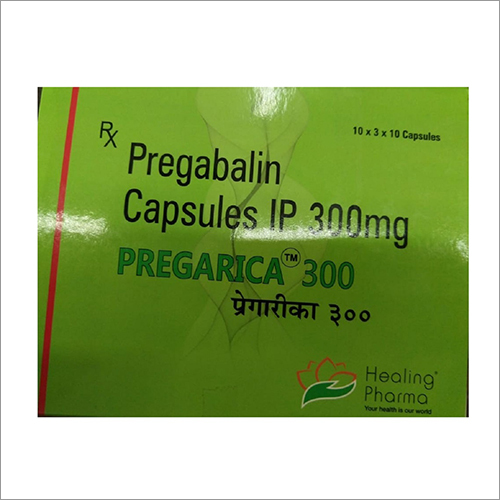 Rx
10 x 3 x 10 Capsules
Pregabalin
Capsules IP 300mg
PREGARICA™ 300
प्रेगारीका ३००
Healing®
Pharma
Your health is our world